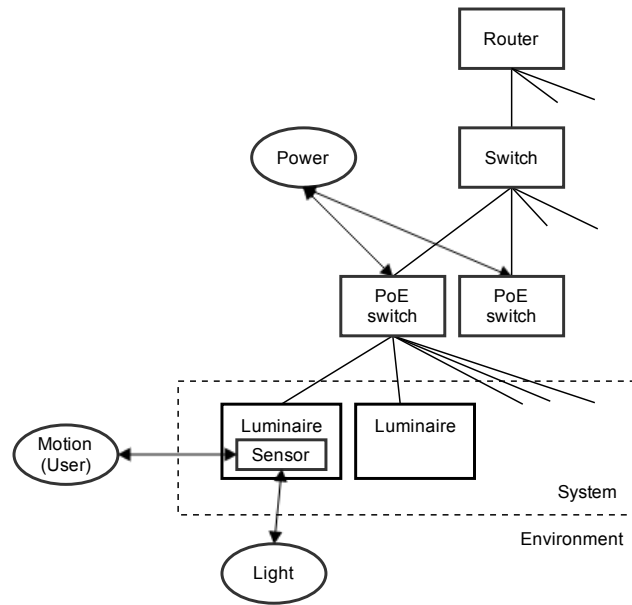 Router
Power
Switch
PoE
switch
PoE
switch
Luminaire
Sensor
Luminaire
Motion
(User)
System
Environment
Light